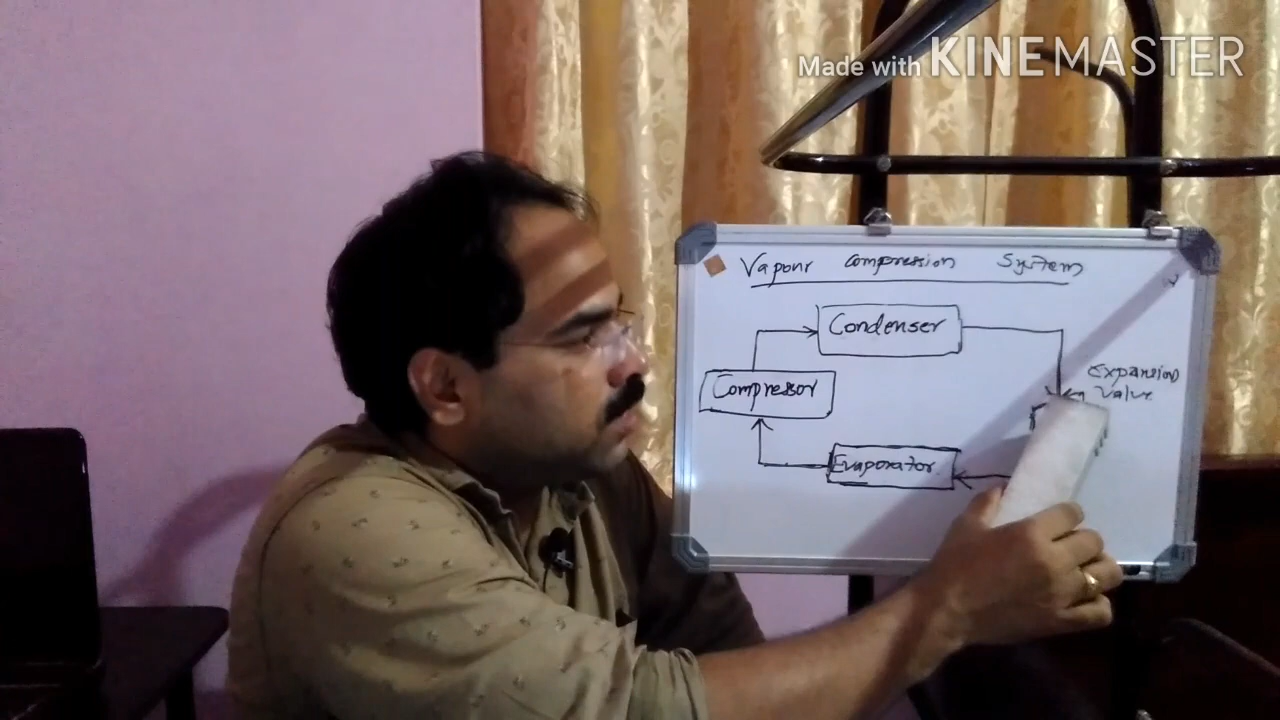 Made with KINEMASTER
Vapour compression System
Condenser
Compressor
Expansion
Valve
Evaporator